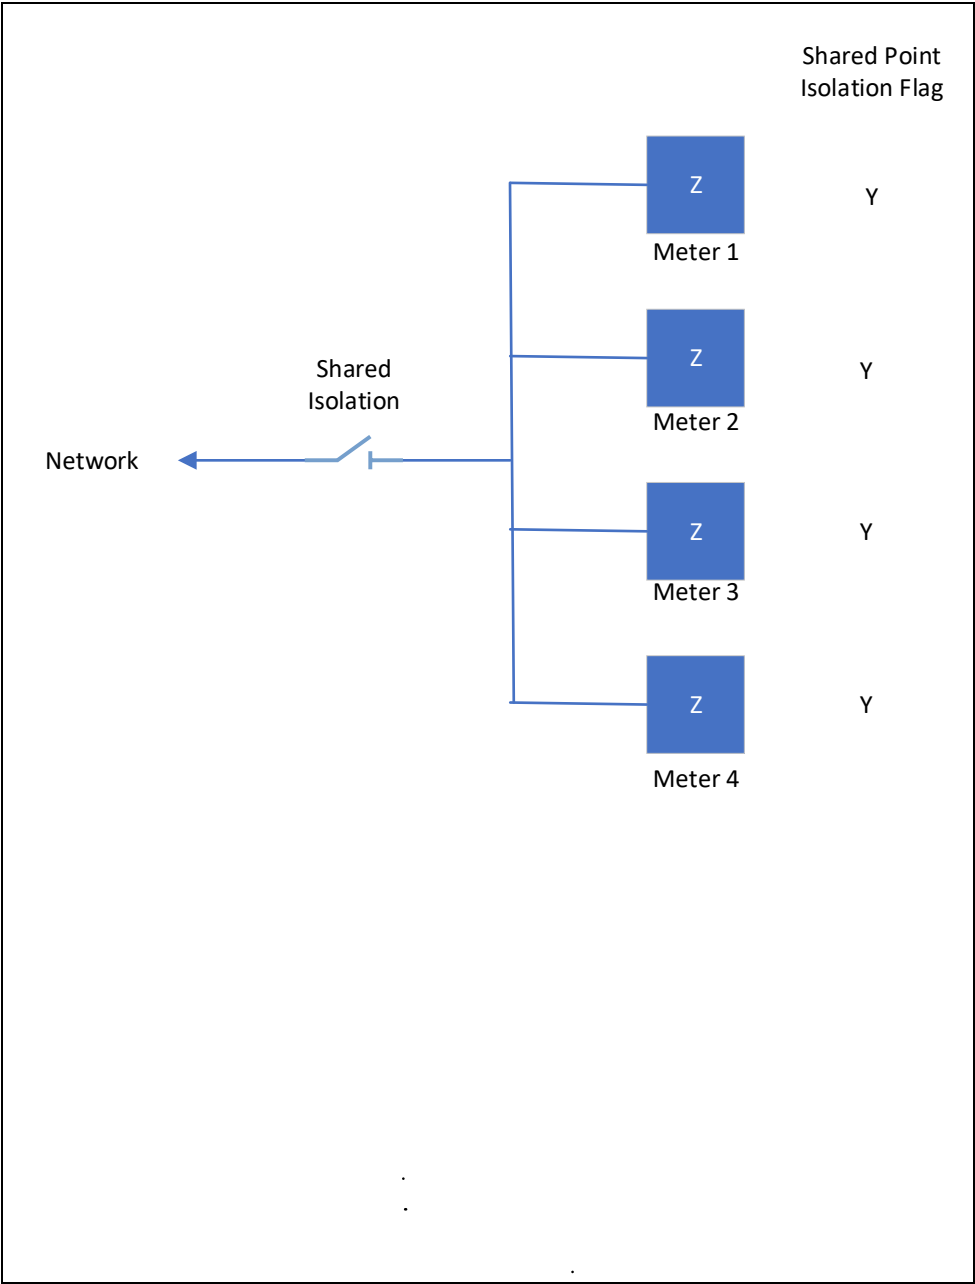 Shared Point
Isolation Flag
Z
Y
Meter 1
Z
Y
Meter 2
Shared
Isolation
Network
Z
Y
Meter 3
Z
Y
Meter 4